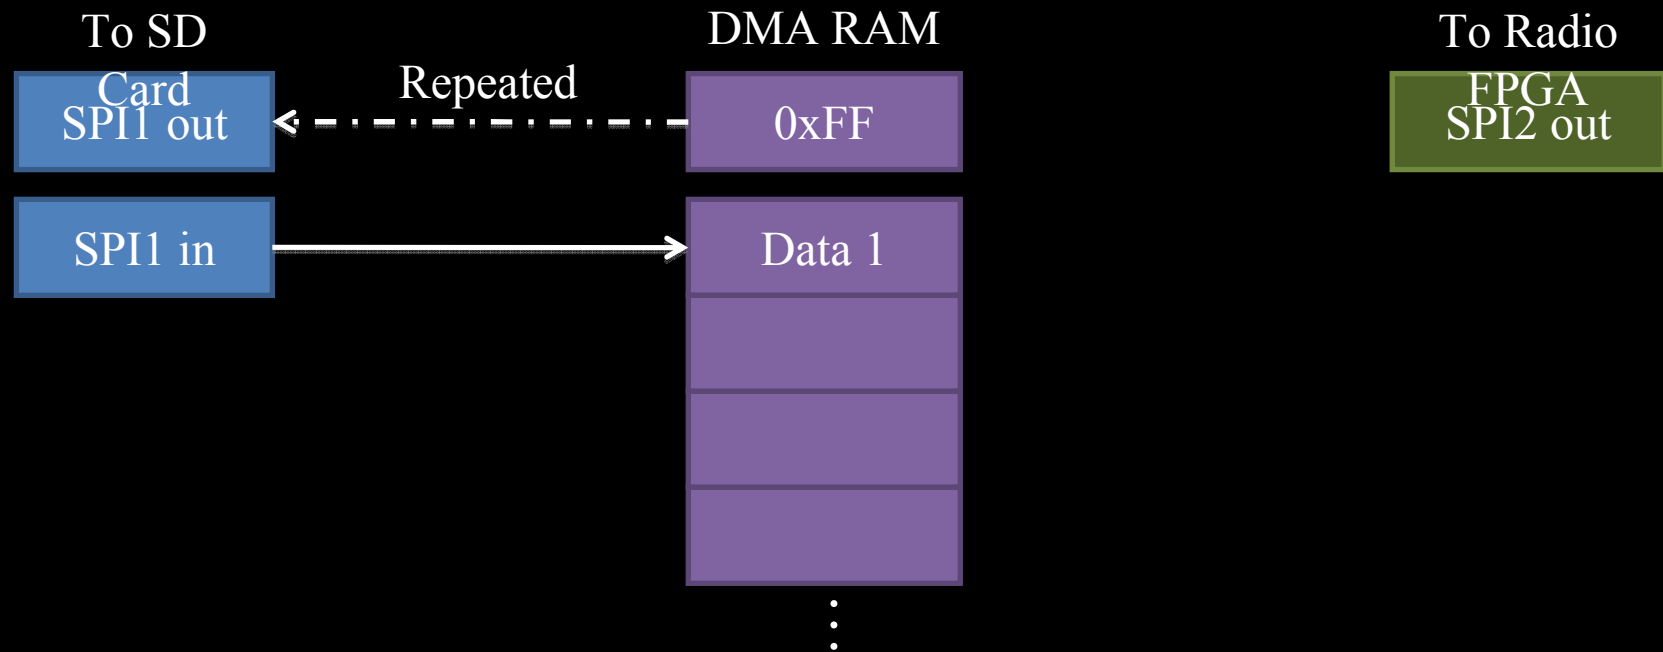 To SD
Card
SPI1 out
Repeated
DMA RAM
0xFF
To Radio
FPGA
SPI2 out
SPI1 in
Data 1